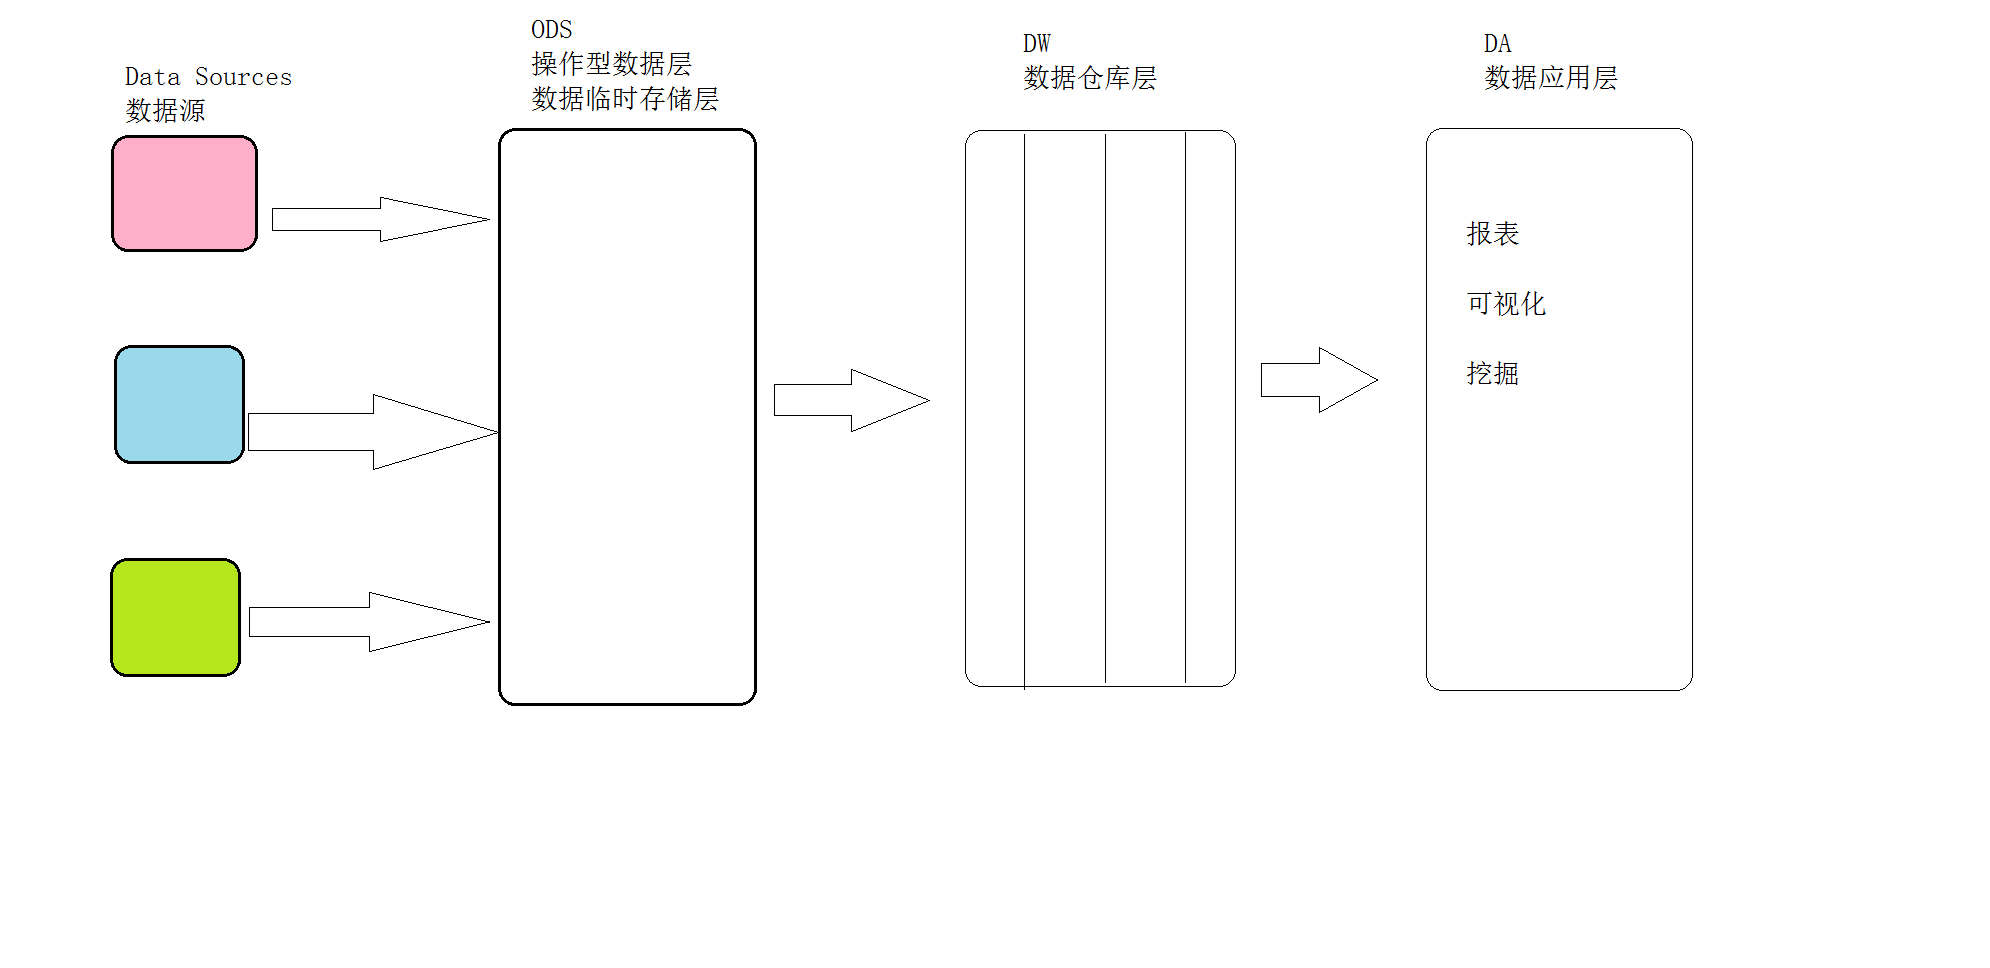 Data Sources
数据源
ODS
操作型数据层
数据临时存储层
DW
数据仓库层
DA
数据应用层
报表
可视化
挖掘